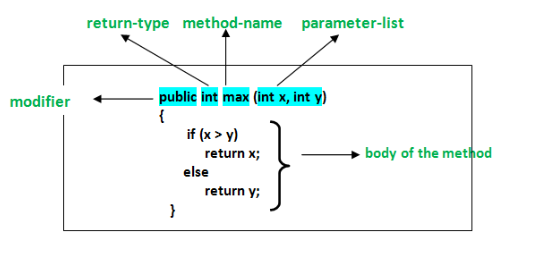 return-type method-name parameter-list
modifier
public int max (int x, int y)
{
if (x > y)
return x;
body of the method
else
return y;
}